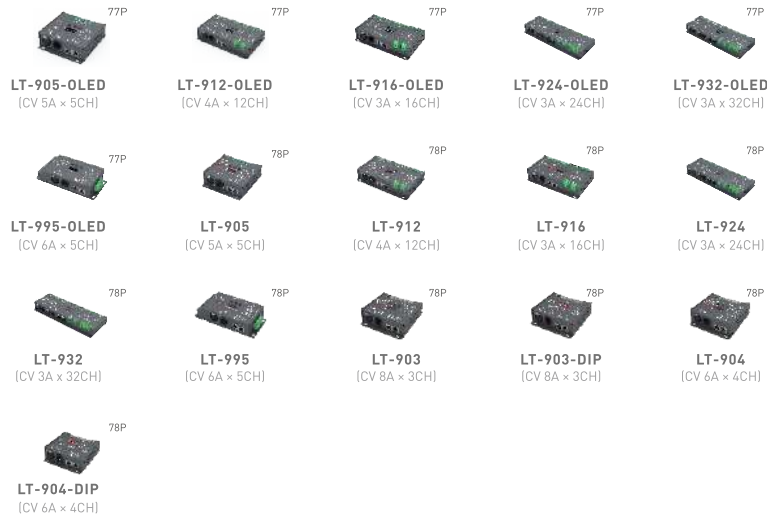 77P
77P
77P
77P
77P
LT-905-OLED
LT-912-OLED
LT-916-OLED
LT-924-OLED
LT-932-OLED
(CV 5A × 5CH)
(CV 4A × 12CH)
(CV 3A × 16CH)
(CV 3A × 24CH)
(CV 3A x 32CH)
77P
78P
78P
78P
78P
LT-995-OLED
LT-905
LT-912
LT-916
LT-924
(CV 6A × 5CH)
(CV 5A × 5CH)
(CV 4A × 12CH)
(CV 3A × 16CH)
(CV 3A × 24CH)
78P
78P
78P
78P
78P
LT-932
LT-995
LT-903
LT-903-DIP
LT-904
(CV 3A x 32CH)
(CV 6A × 5CH)
(CV 8A × 3CH)
(CV 8A × 3CH)
(CV 6A × 4CH)
78P
LT-904-DIP
(CV 6A × 4CH)